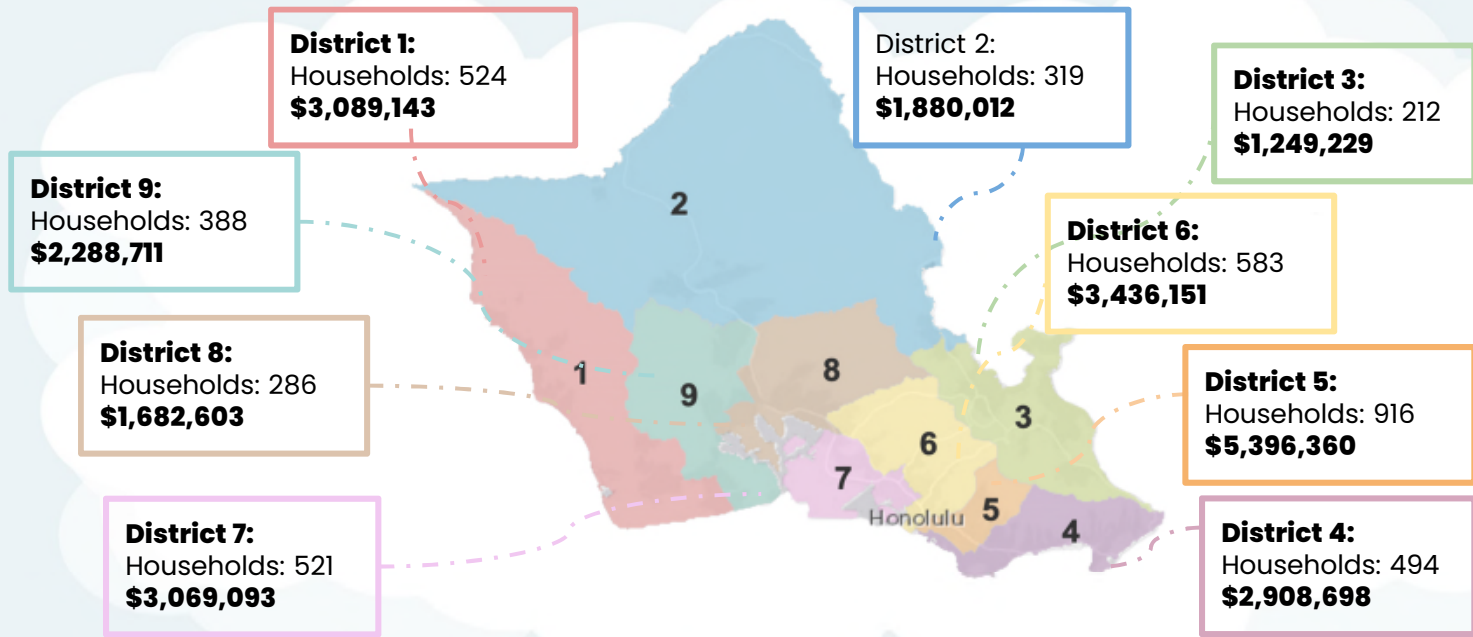 District 1:
Households: 524
$3,089,143
District 2:
Households: 319
$1,880,012
District 3:
Households: 212
$1,249,229
District 9:
Households: 388
$2,288,711
District 6:
Households: 583
$3,436,151
District 8:
Households: 286
$1,682,603
District 5:
Households: 916
$5,396,360
District 7:
Households: 521
$3,069,093
District 4:
Households: 494
$2,908,698
2
1
9
8
3
6
7
5
4
Honolulu